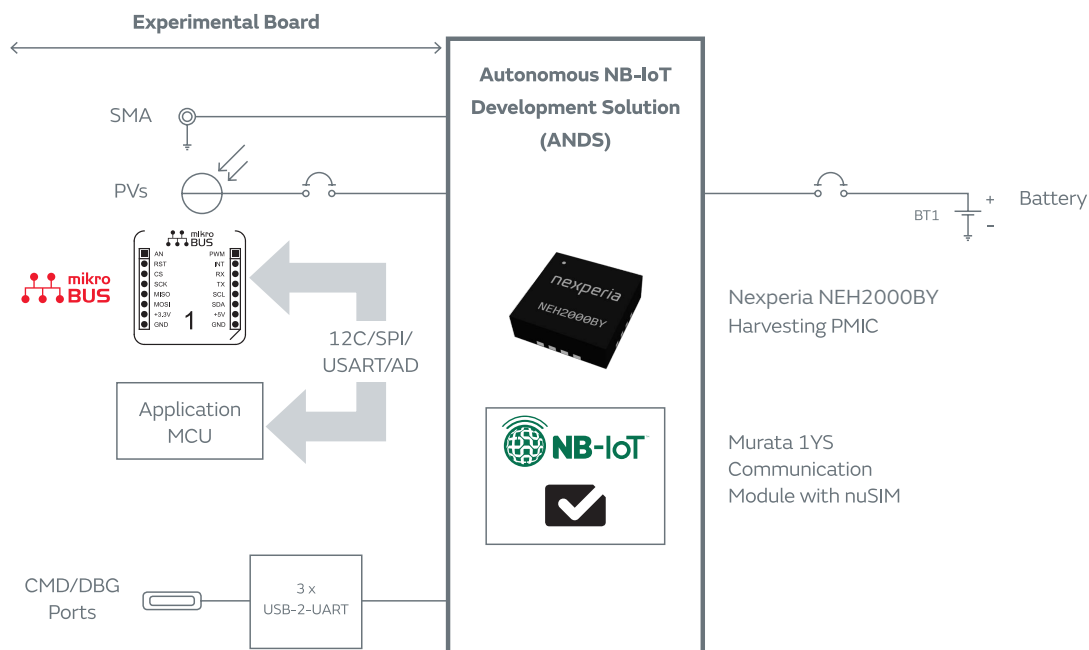 Experimental Board
Autonomous NB-IoT
Development Solution
(ANDS)
SMA
PVs
BT1
+
-
Battery
mikro
BUS
mikro
BUS
AN PWM
RST INT
CS RX
SCK TX
MISO SCL
MOSI SDA
+3.3V +5V
GND GND
1
12C/SPI/
USART/AD
nexperia
NEH2000BY
Nexperia NEH2000BY
Harvesting PMIC
Application
MCU
NB-IoT™
Murata 1YS
Communication
Module with nuSIM
CMD/DBG
Ports
3 x
USB-2-UART